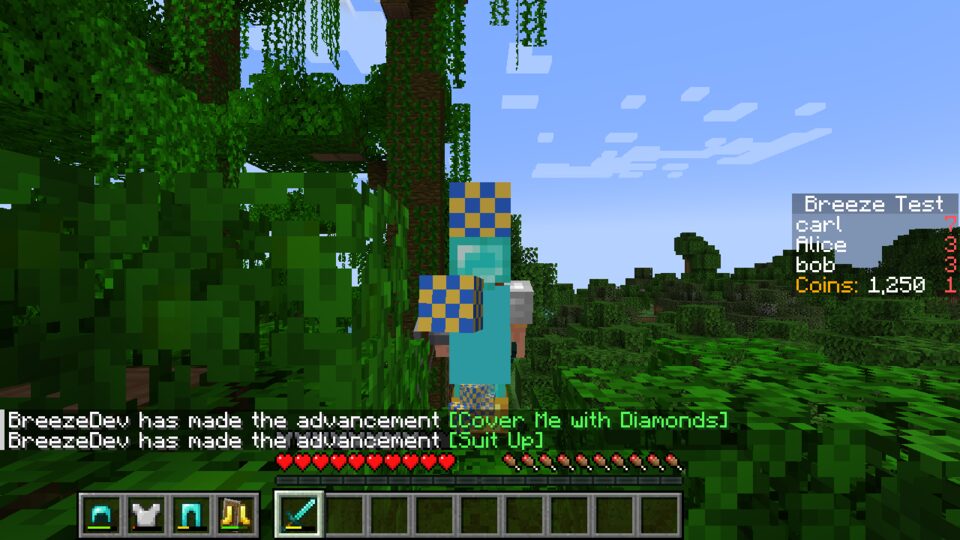 Breeze Test
carl 7
Alice 3
bob 3
Coins: 1,250 1
BreezeDev has made the advancement [Cover Me with Diamonds]
BreezeDev has made the advancement [Suit Up]